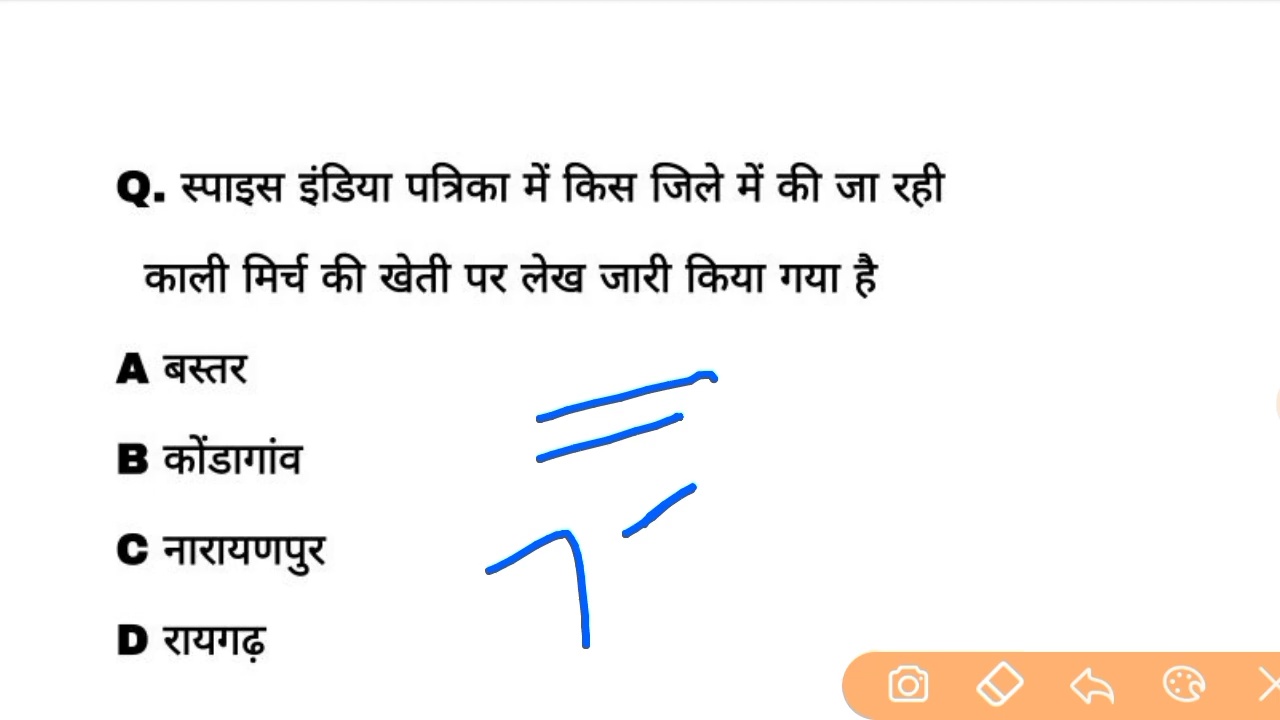 Q. स्पाइस इंडिया पत्रिका में किस जिले में की जा रही
काली मिर्च की खेती पर लेख जारी किया गया है
A बस्तर
B कोंडागांव
C नारायणपुर
D रायगढ़